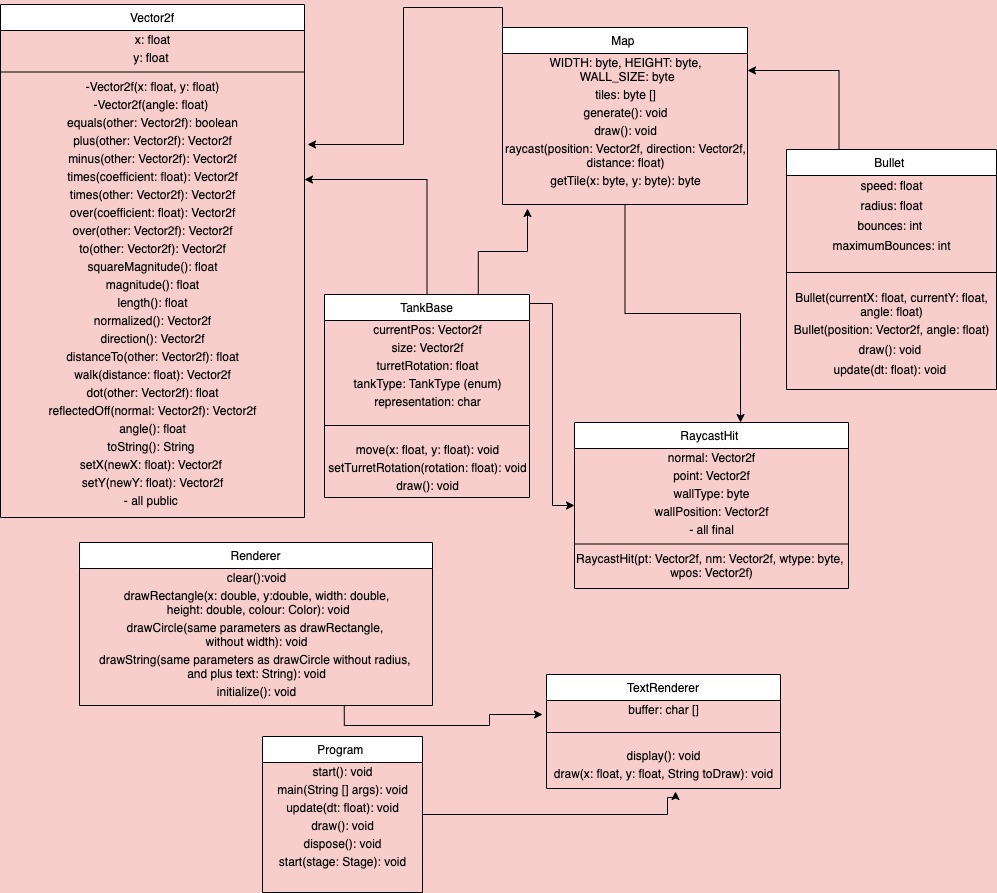 Vector2f
x: float
y: float
-Vector2f(x: float, y: float)
-Vector2f(angle: float)
equals(other: Vector2f): boolean
plus(other: Vector2f): Vector2f
minus(other: Vector2f): Vector2f
times(coefficient: float): Vector2f
times(other: Vector2f): Vector2f
over(coefficient: float): Vector2f
over(other: Vector2f): Vector2f
to(other: Vector2f): Vector2f
squareMagnitude(): float
magnitude(): float
length(): float
normalized(): Vector2f
direction(): Vector2f
distanceTo(other: Vector2f): float
walk(distance: float): Vector2f
dot(other: Vector2f): float
reflectedOff(normal: Vector2f): Vector2f
angle(): float
toString(): String
setX(newX: float): Vector2f
setY(newY: float): Vector2f
- all public
Map
WIDTH: byte, HEIGHT: byte,
WALL_SIZE: byte
tiles: byte []
generate(): void
draw(): void
raycast(position: Vector2f, direction: Vector2f,
distance: float)
getTile(x: byte, y: byte): byte
Bullet
speed: float
radius: float
bounces: int
maximumBounces: int
Bullet(currentX: float, currentY: float,
angle: float)
Bullet(position: Vector2f, angle: float)
draw(): void
update(dt: float): void
TankBase
currentPos: Vector2f
size: Vector2f
turretRotation: float
tankType: TankType (enum)
representation: char
move(x: float, y: float): void
setTurretRotation(rotation: float): void
draw(): void
RaycastHit
normal: Vector2f
point: Vector2f
wallType: byte
wallPosition: Vector2f
- all final
RaycastHit(pt: Vector2f, nm: Vector2f, wtype: byte,
wpos: Vector2f)
Renderer
clear():void
drawRectangle(x: double, y:double, width: double,
height: double, colour: Color): void
drawCircle(same parameters as drawRectangle,
without width): void
drawString(same parameters as drawCircle without radius,
and plus text: String): void
initialize(): void
TextRenderer
buffer: char []
display(): void
draw(x: float, y: float, String toDraw): void
Program
start(): void
main(String [] args): void
update(dt: float): void
draw(): void
dispose(): void
start(stage: Stage): void